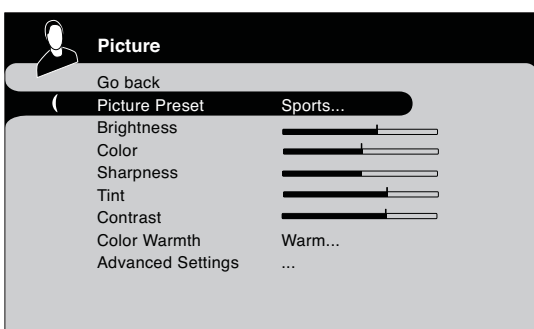 Picture
Go back
Picture Preset Sports...
Brightness
Color
Sharpness
Tint
Contrast
Color Warmth Warm...
Advanced Settings ...